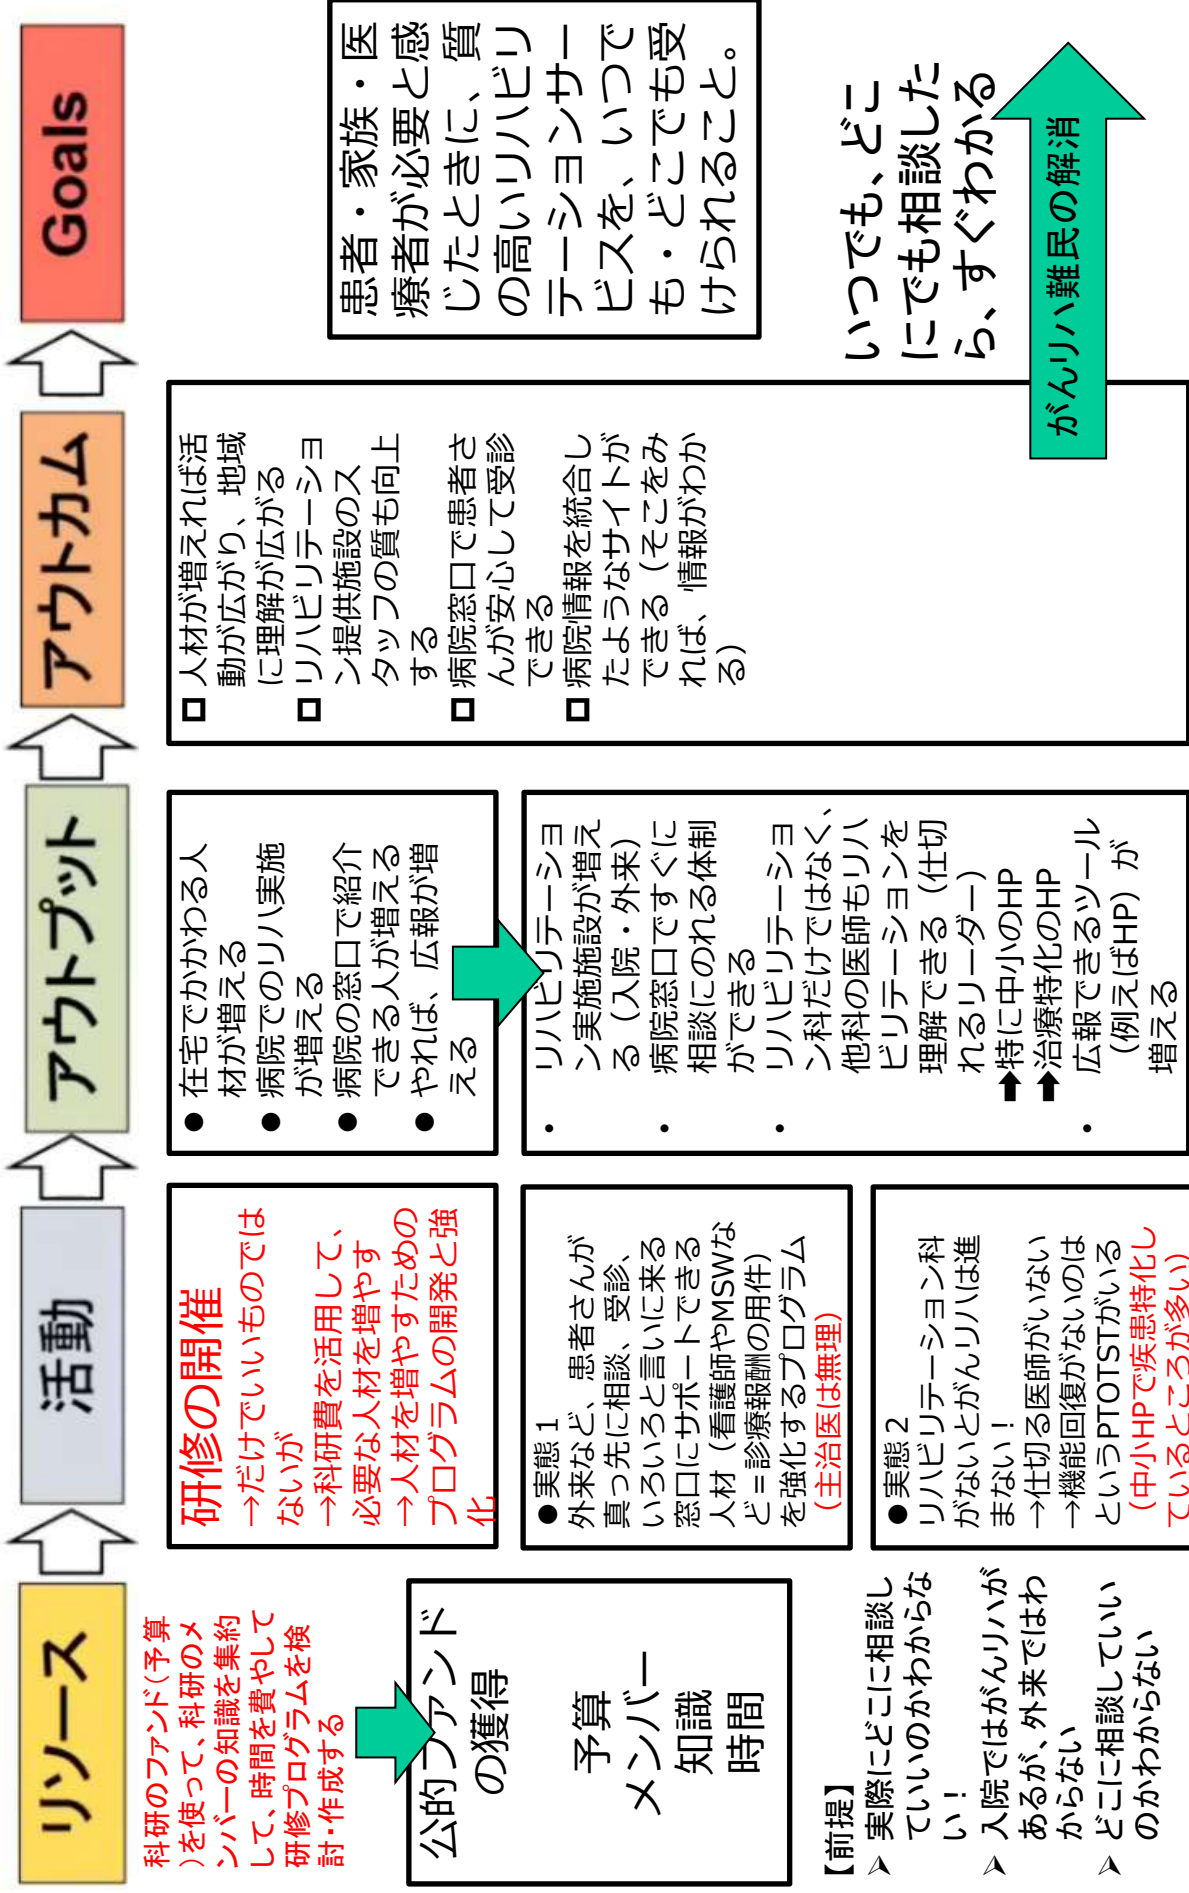 リソース
活動
アウトプット
アウトカム
Goals
科研のファンド(予算
)を使って、科研のメ
ンバーの知識を集約
して、時間を費やして
研修プログラムを検
討・作成する
公的ファンド
の獲得
予算
メンバー
知識
時間
【前提】
➢ 実際にどこに相談し
ていいのかわからな
い！
➢ 入院ではがんリハが
あるが、外来ではわ
からない
➢ どこに相談していい
のかわからない
研修の開催
→だけでいいものでは
ないが
→科研費を活用して、
必要な人材を増やす
→人材を増やすための
プログラムの開発と強
化
●実態１
外来など、患者さんが
真っ先に相談、受診、
いろいろと言いに来る
窓口にサポートできる
人材（看護師やMSWな
ど＝診療報酬の用件）
を強化するプログラム
（主治医は無理）
●実態２
リハビリテーション科
がないとがんリハは進
まない！
→仕切る医師がいない
→機能回復がないのは
というPTOTSTがいる
（中小HPで疾患特化し
ているところが多い）
● 在宅でかかわる人
材が増える
● 病院でのリハ実施
が増える
● 病院の窓口で紹介
できる人が増える
● やれば、広報が増
える
• リハビリテーショ
ン実施施設が増え
る（入院・外来）
• 病院窓口ですぐに
相談にのれる体制
ができる
• リハビリテーショ
ン科だけではなく、
他科の医師もリハ
ビリテーションを
理解できる（仕切
れるリーダー）
➡特に中小のHP
➡治療特化のHP
• 広報できるツール
（例えばHP）が
増える
□ 人材が増えれば活
動が広がり、地域
に理解が広がる
□ リハビリテーショ
ン提供施設のス
タッフの質も向上
する
□ 病院窓口で患者さ
んが安心して受診
できる
□ 病院情報を統合し
たようなサイトが
できる（そこをみ
れば、情報がわか
る）
患者・家族・医
療者が必要と感
じたときに、質
の高いリハビリ
テーションサー
ビスを、いつで
も・どこでも受
けられること。
いつでも、どこ
にでも相談した
ら、すぐわかる
がんリハ難民の解消